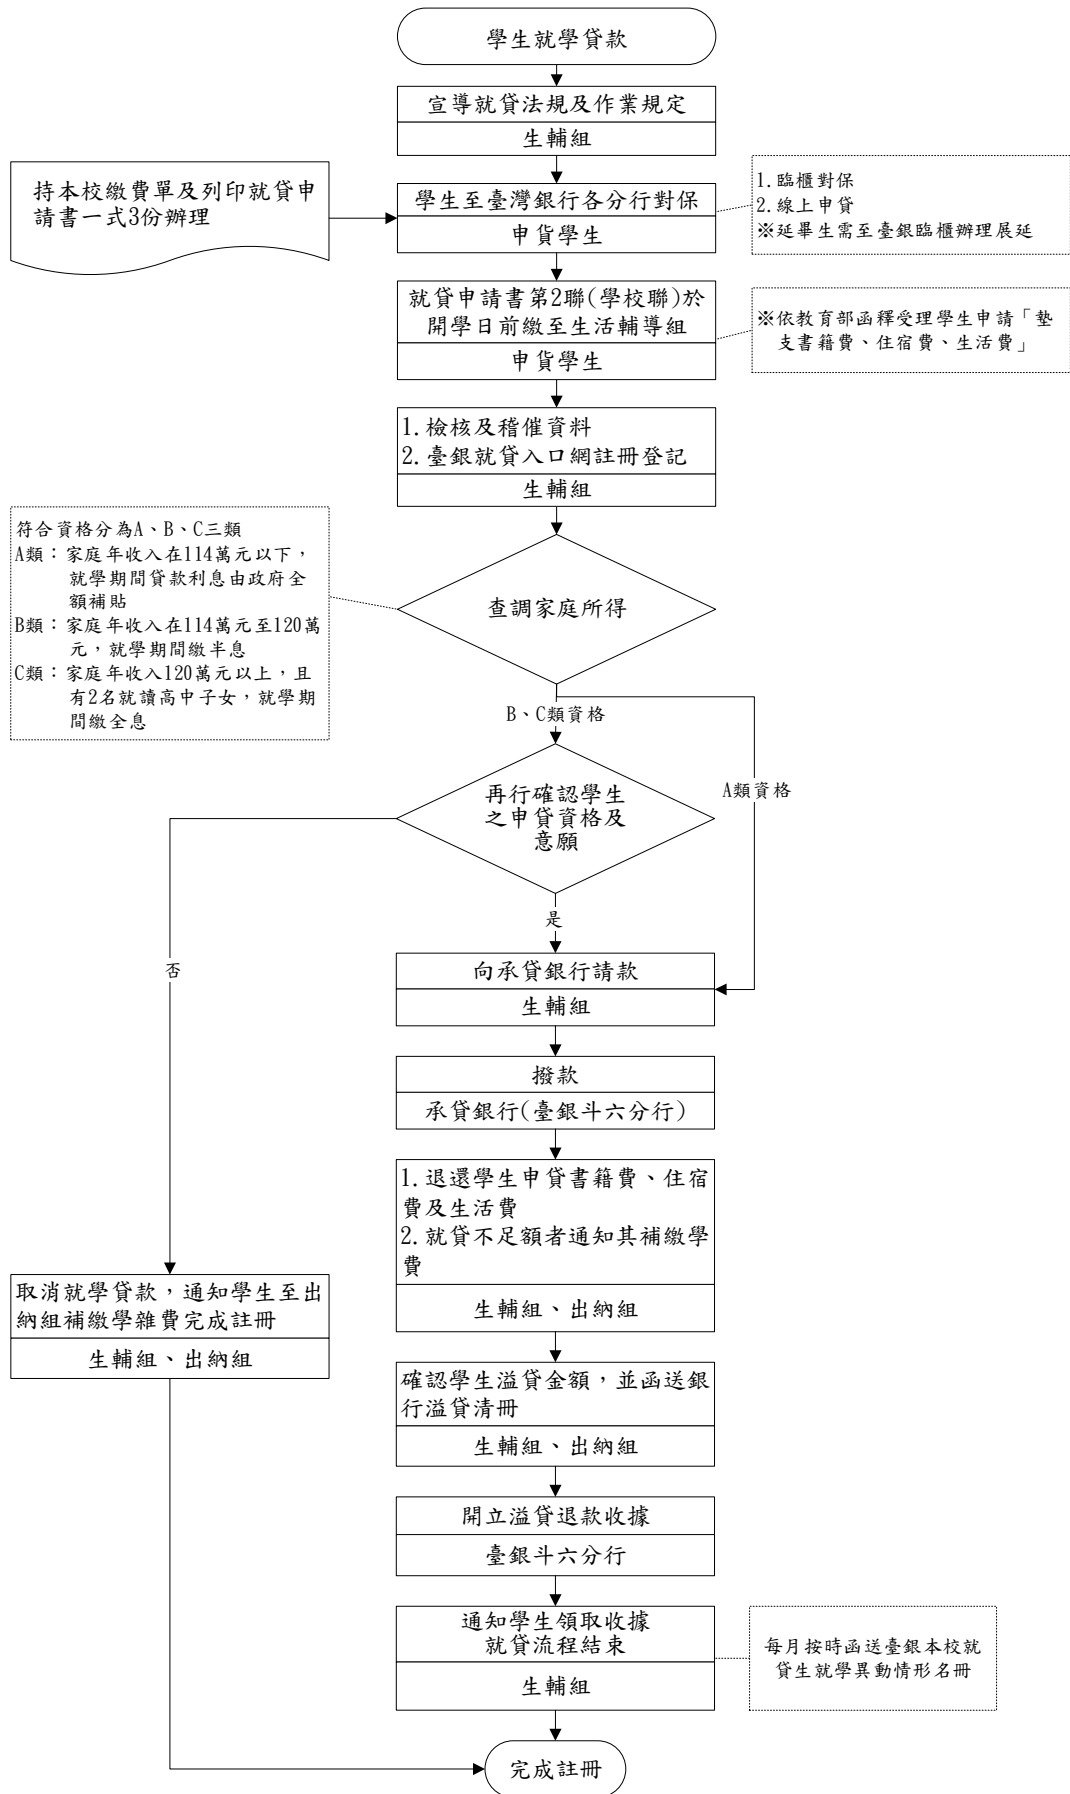 學生就學貸款
宣導就貸法規及作業規定
生輔組
持本校繳費單及列印就貸申
請書一式3份辦理
學生至臺灣銀行各分行對保
申貸學生
1.臨櫃對保
2.線上申貸
※延畢生需至臺銀臨櫃辦理展延
就貸申請書第2聯(學校聯)於
開學日前繳至生活輔導組
申貸學生
※依教育部函釋受理學生申請「墊
支書籍費、住宿費、生活費」
1.檢核及稽催資料
2.臺銀就貸入口網註冊登記
生輔組
符合資格分為A、B、C三類
A類：家庭年收入在114萬元以下，
就學期間貸款利息由政府全
額補貼
B類：家庭年收入在114萬元至120萬
元，就學期間繳半息
C類：家庭年收入120萬元以上，且
有2名就讀高中子女，就學期
間繳全息
查調家庭所得
B、C類資格
A類資格
再行確認學生
之申貸資格及
意願
是
否
向承貸銀行請款
生輔組
撥款
承貸銀行(臺銀斗六分行)
1.退還學生申貸書籍費、住宿
費及生活費
2.就貸不足額者通知其補繳學
費
生輔組、出納組
取消就學貸款，通知學生至出
納組補繳學雜費完成註冊
生輔組、出納組
確認學生溢貸金額，並函送銀
行溢貸清冊
生輔組、出納組
開立溢貸退款收據
臺銀斗六分行
通知學生領取收據
就貸流程結束
生輔組
每月按時函送臺銀本校就
貸生就學異動情形名冊
完成註冊